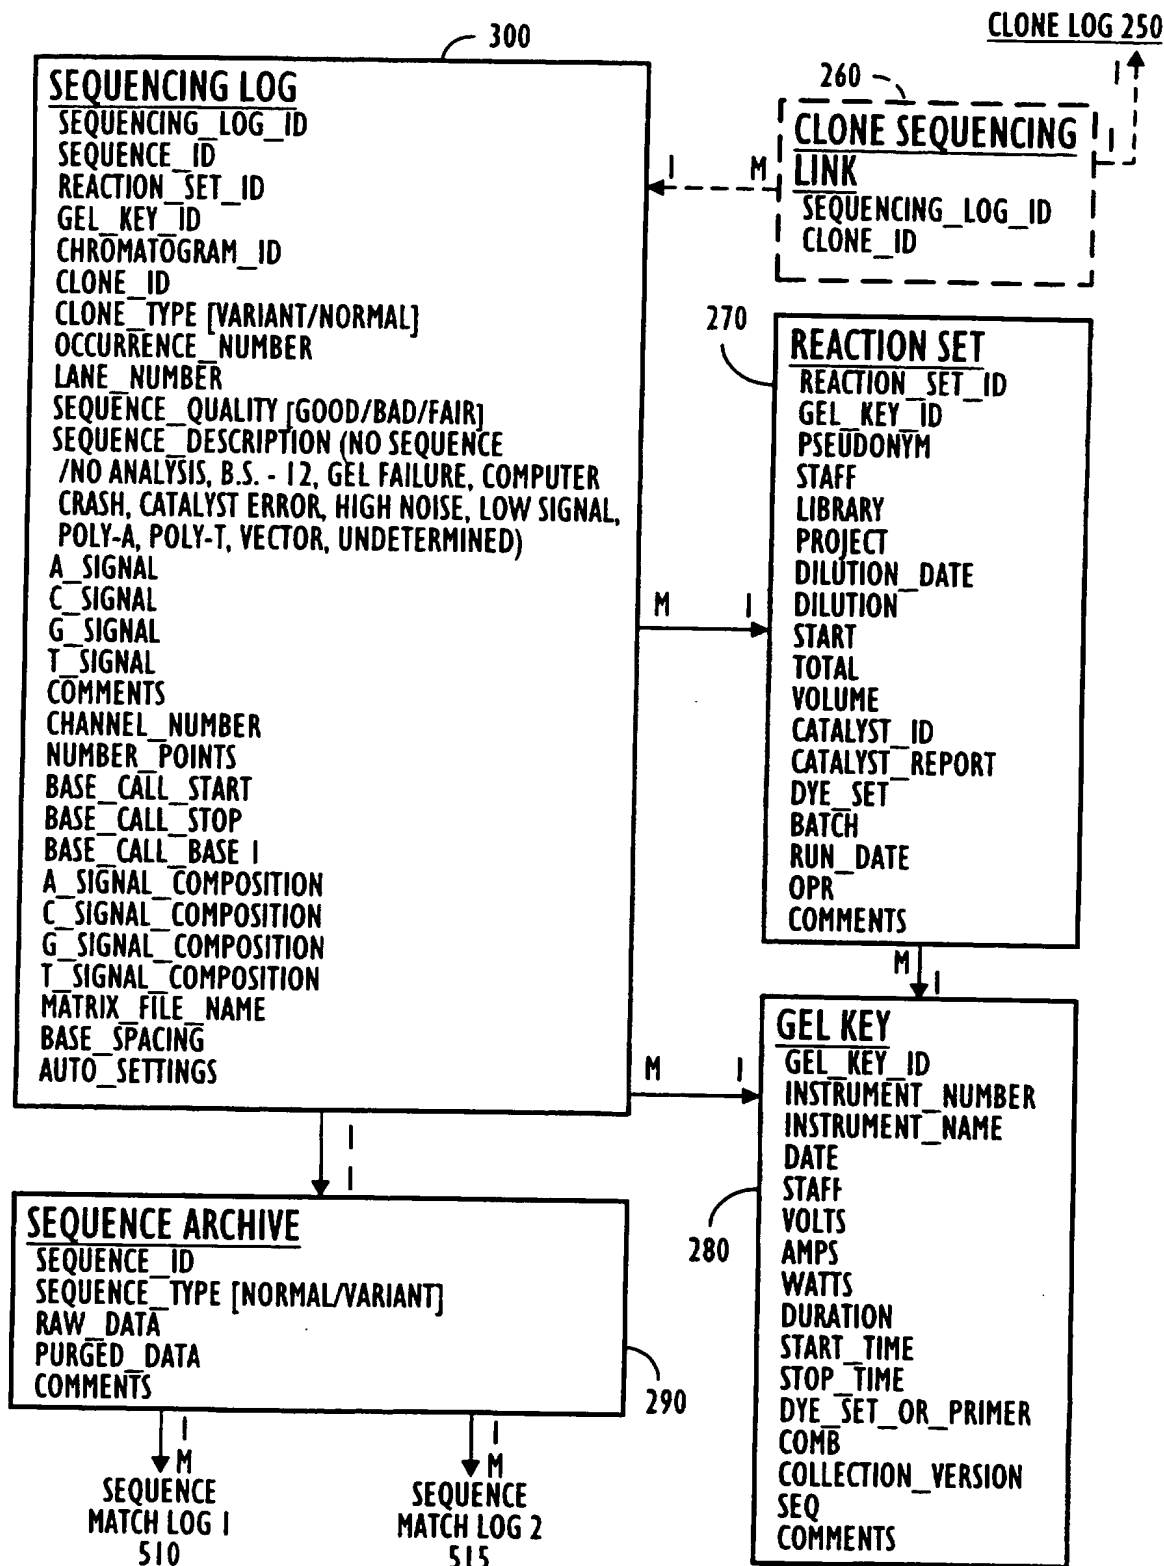 300
CLONE LOG 250
SEQUENCING LOG
SEQUENCING_LOG_ID
SEQUENCE_ID
REACTION_SET_ID
GEL_KEY_ID
CHROMATOGRAM_ID
CLONE_ID
CLONE_TYPE [VARIANT/NORMAL]
OCCURRENCE_NUMBER
LANE_NUMBER
SEQUENCE_QUALITY [GOOD/BAD/FAIR]
SEQUENCE_DESCRIPTION (NO SEQUENCE
/NO ANALYSIS, B.S. - 12, GEL FAILURE, COMPUTER
CRASH, CATALYST ERROR, HIGH NOISE, LOW SIGNAL,
POLY-A, POLY-T, VECTOR, UNDETERMINED)
A_SIGNAL
C_SIGNAL
G_SIGNAL
T_SIGNAL
COMMENTS
CHANNEL_NUMBER
NUMBER_POINTS
BASE_CALL_START
BASE_CALL_STOP
BASE_CALL_BASE 1
A_SIGNAL_COMPOSITION
C_SIGNAL_COMPOSITION
G_SIGNAL_COMPOSITION
T_SIGNAL_COMPOSITION
MATRIX_FILE_NAME
BASE_SPACING
AUTO_SETTINGS
1 M
260
1
1
CLONE SEQUENCING
LINK
SEQUENCING_LOG_ID
CLONE_ID
M 1
270
REACTION SET
REACTION_SET_ID
GEL_KEY_ID
PSEUDONYM
STAFF
LIBRARY
PROJECT
DILUTION_DATE
DILUTION
START
TOTAL
VOLUME
CATALYST_ID
CATALYST_REPORT
DYE_SET
BATCH
RUN_DATE
OPR
COMMENTS
M
1
M 1
GEL KEY
GEL_KEY_ID
INSTRUMENT_NUMBER
INSTRUMENT_NAME
DATE
STAFF
VOLTS
AMPS
WATTS
DURATION
START_TIME
STOP_TIME
DYE_SET_OR_PRIMER
COMB
COLLECTION_VERSION
SEQ
COMMENTS
280
1
1
SEQUENCE ARCHIVE
SEQUENCE_ID
SEQUENCE_TYPE [NORMAL/VARIANT]
RAW_DATA
PURGED_DATA
COMMENTS
290
1
M
SEQUENCE
MATCH LOG 1
510
1
M
SEQUENCE
MATCH LOG 2
515